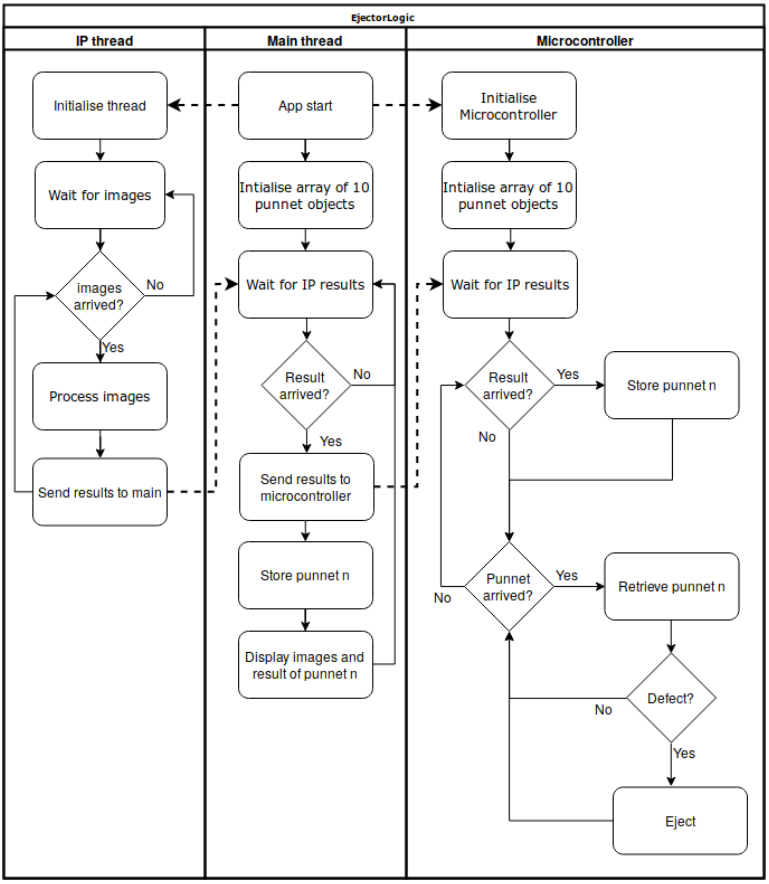 EjectorLogic
IP thread
Main thread
Microcontroller
Initialise thread
App start
Initialise
Microcontroller
Wait for images
Intialise array of 10
punnet objects
Intialise array of 10
punnet objects
images
arrived?
No
Yes
Wait for IP results
Wait for IP results
Process images
Result
arrived?
No
Yes
Result
arrived?
Yes
No
Store punnet n
Send results to main
Send results to
microcontroller
Store punnet n
Display images and
result of punnet n
Punnet
arrived?
Yes
No
Retrieve punnet n
Defect?
No
Yes
Eject